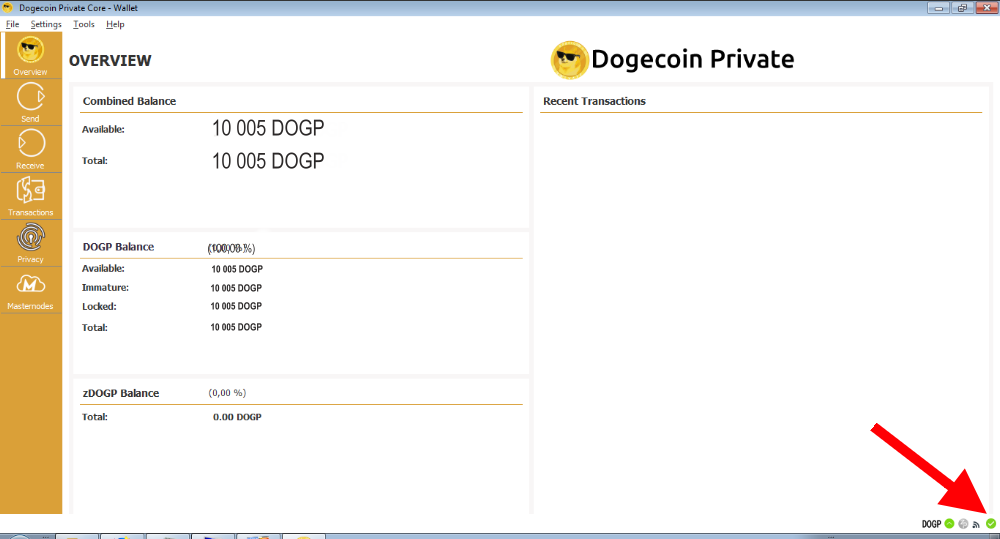 Dogecoin Private Core - Wallet
File Settings Tools Help
Overview
Send
Receive
Transactions
Privacy
Masternodes
OVERVIEW
Dogecoin Private
Combined Balance
Available: 10 005 DOGP
Total: 10 005 DOGP
DOGP Balance
Available: 10 005 DOGP
Immature: 10 005 DOGP
Locked: 10 005 DOGP
Total: 10 005 DOGP
zDOGP Balance (0,00 %)
Total: 0.00 DOGP
Recent Transactions
DOGP